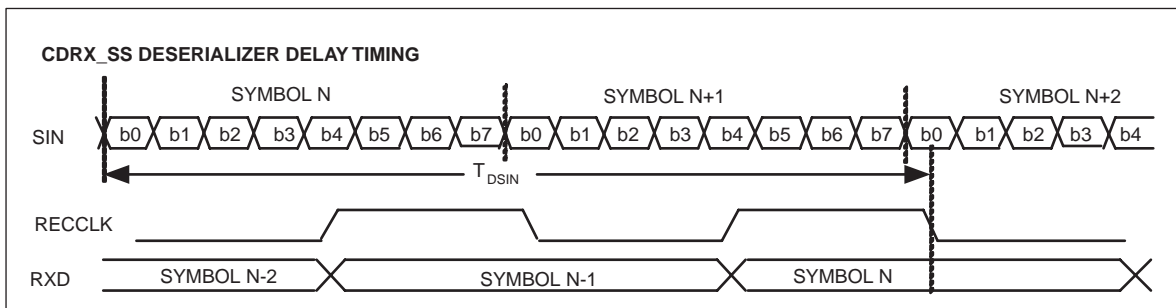 CDRX_SS DESERIALIZER DELAY TIMING
SYMBOL N SYMBOL N+1 SYMBOL N+2
SIN b0 b1 b2 b3 b4 b5 b6 b7 b0 b1 b2 b3 b4 b5 b6 b7 b0 b1 b2 b3 b4
TDSIN
RECCLK
RXD SYMBOL N-2 SYMBOL N-1 SYMBOL N